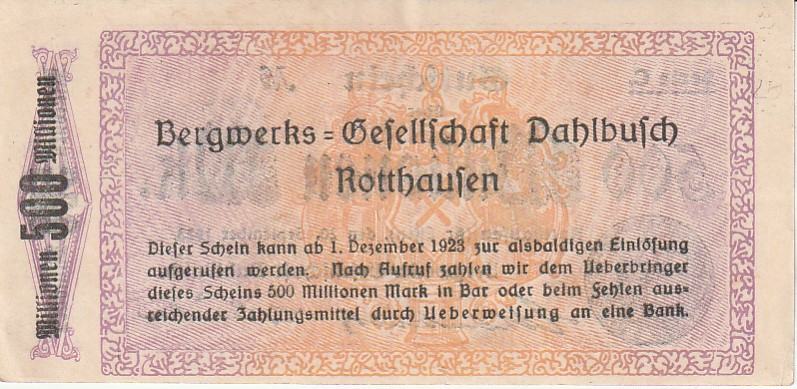 Millionen 500 Millionen
Bergwerks=Gesellschaft Dahlbusch
Rotthausen
Dieser Schein kann ab 1. Dezember 1923 zur alsbaldigen Einlösung
aufgerufen werden. Nach Aufruf zahlen wir dem Ueberbringer
dieses Scheins 500 Millionen Mark in Bar oder beim Fehlen aus=
reichender Zahlungsmittel durch Ueberweisung an eine Bank.